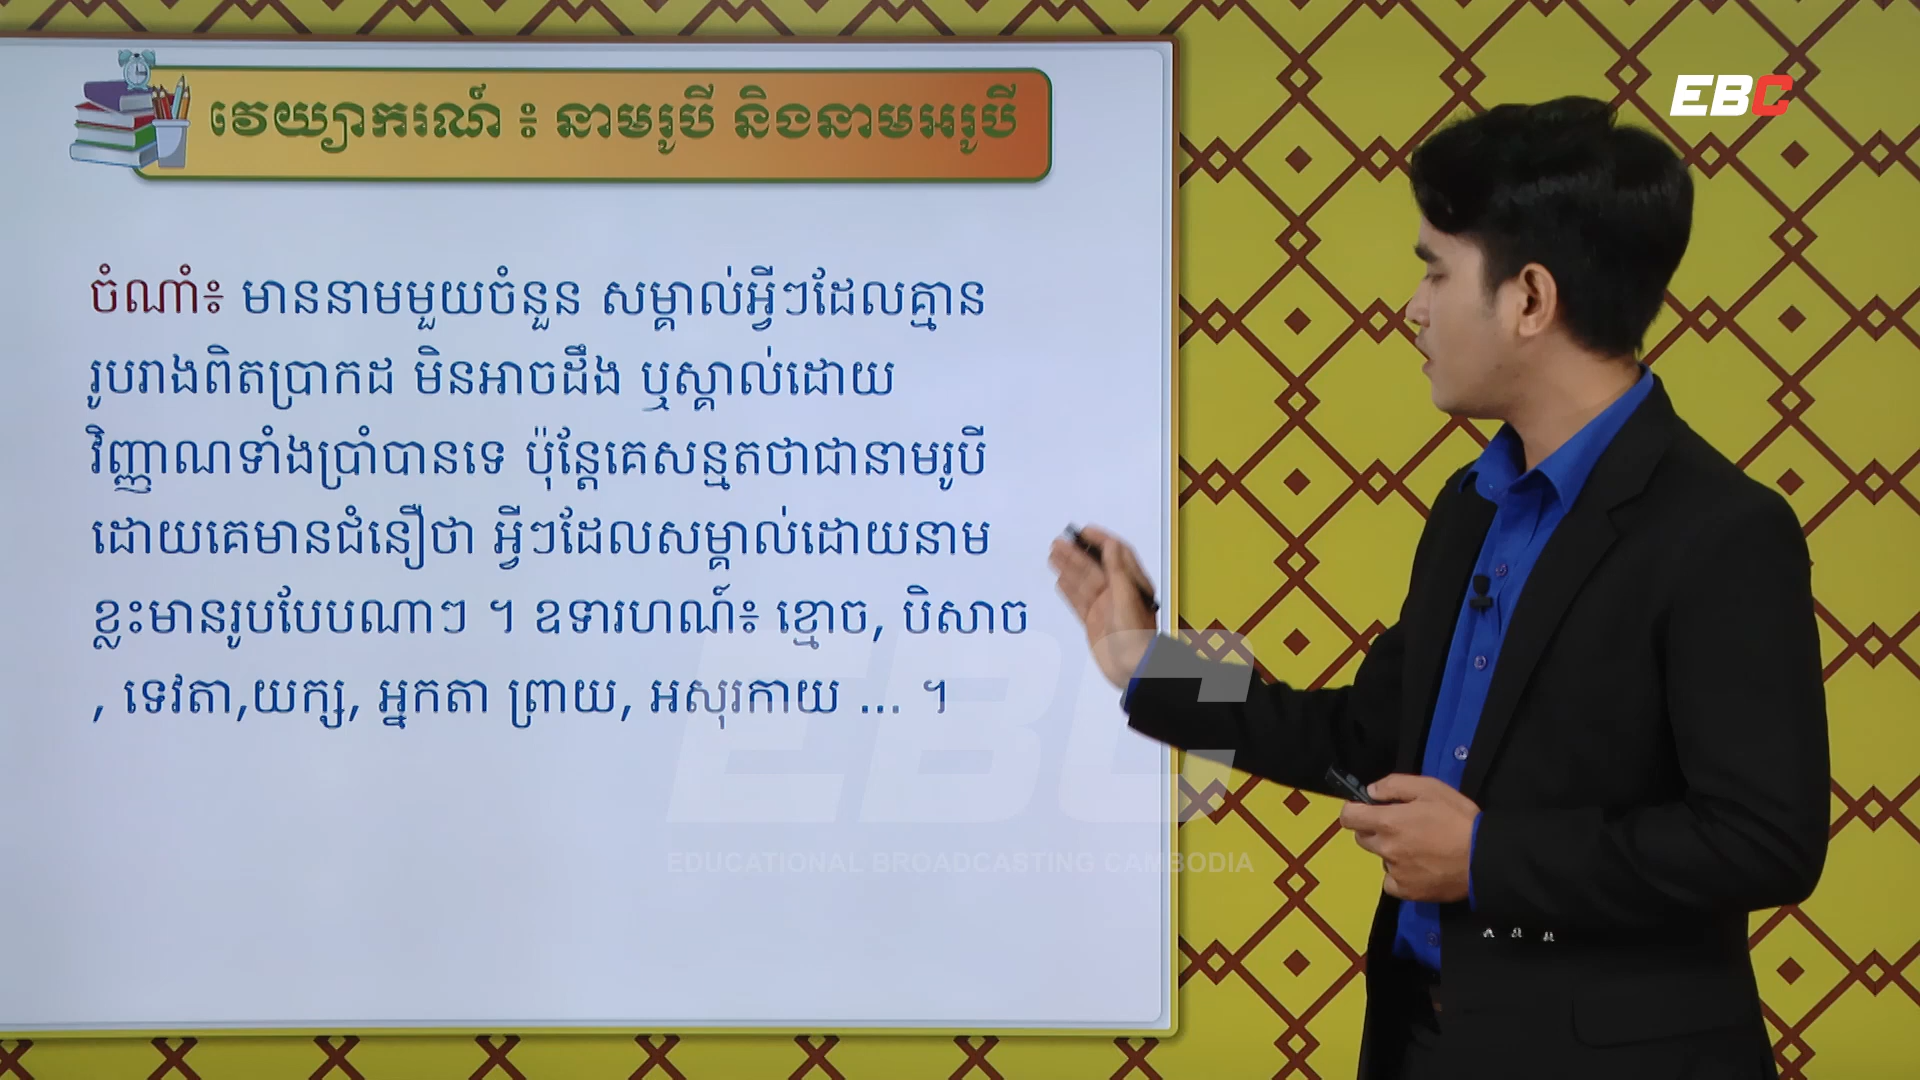 វេយ្យាករណ៍ ៖ នាមរូបី និងនាមអរូបី
EBC
ចំណាំ៖ មាននាមមួយចំនួន សម្គាល់អ្វីៗដែលគ្មាន
រូបរាងពិតប្រាកដ មិនអាចដឹង ឬស្គាល់ដោយ
វិញ្ញាណទាំងប្រាំបានទេ ប៉ុន្តែគេសន្មតថាជានាមរូបី
ដោយគេមានជំនឿថា អ្វីៗដែលសម្គាល់ដោយនាម
ខ្លះមានរូបបែបណាៗ ។ ឧទារហណ៍៖ ខ្មោច, បិសាច
, ទេវតា,យក្ស, អ្នកតា ព្រាយ, អសុរកាយ ... ។
EBC
EDUCATIONAL BROADCASTING CAMBODIA